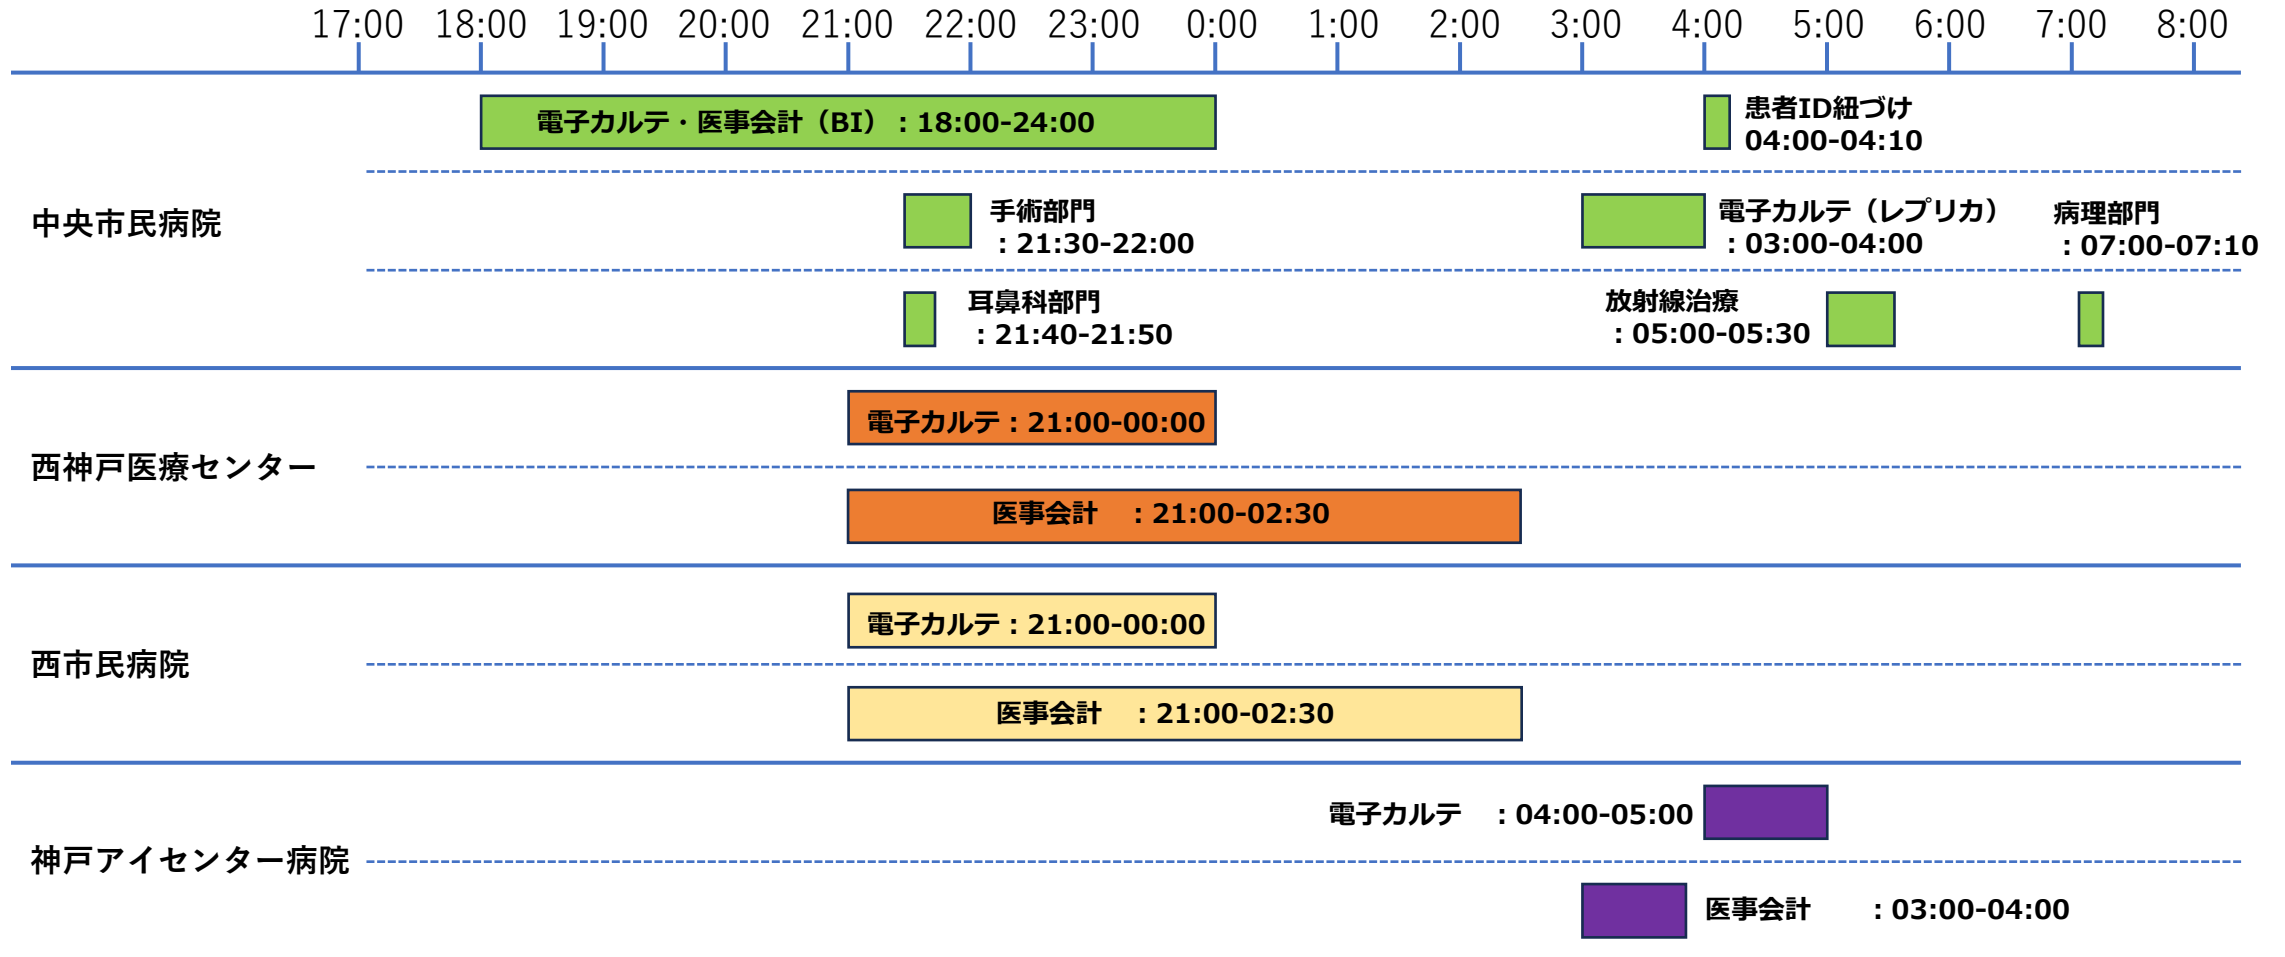 17:00 18:00 19:00 20:00 21:00 22:00 23:00 0:00 1:00 2:00 3:00 4:00 5:00 6:00 7:00 8:00
中央市民病院
電子カルテ・医事会計（BI）：18:00-24:00
患者ID紐づけ
04:00-04:10
手術部門
：21:30-22:00
電子カルテ（レプリカ）
：03:00-04:00
病理部門
：07:00-07:10
耳鼻科部門
：21:40-21:50
放射線治療
：05:00-05:30
西神戸医療センター
電子カルテ：21:00-00:00
医事会計　：21:00-02:30
西市民病院
電子カルテ：21:00-00:00
医事会計　：21:00-02:30
神戸アイセンター病院
電子カルテ　：04:00-05:00
医事会計　　：03:00-04:00